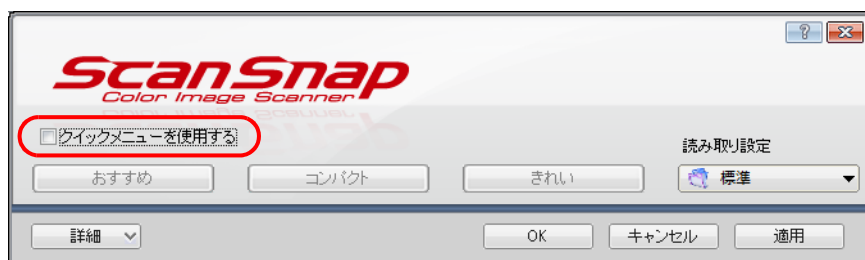 ?
ScanSnap
Color Image Scanner
クイックメニューを使用する
読み取り設定
おすすめ
コンパクト
きれい
標準
詳細
OK
キャンセル
適用